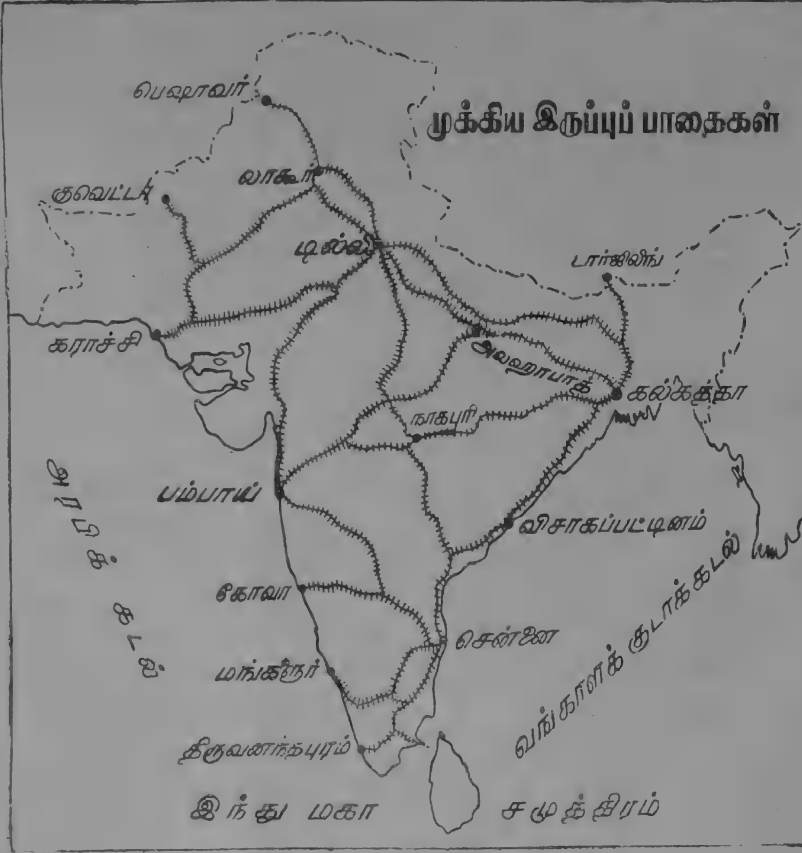 முக்கிய இருப்புப் பாதைகள்
பெஷாவர்
லாகூர்
குவெட்டா
டில்லி
டார்ஜிலிங்
கராச்சி
அலஹாபாத்
கல்கத்தா
நாகபுரி
பம்பாய்
விசாகப்பட்டினம்
அரபிக் கடல்
கோவா
சென்னை
மங்களூர்
வங்காளக் குடாக்கடல்
திருவனந்தபுரம்
இந்து மகா சமுத்திரம்